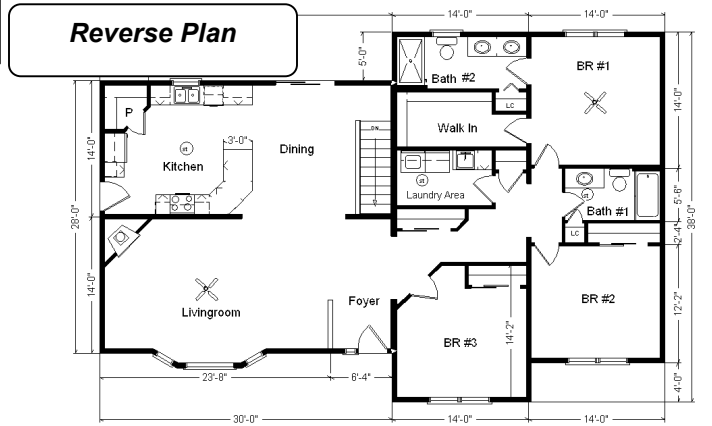 Reverse Plan
14'-0"
14'-0"
5'-0"
BR #1
Bath #2
LC
14'-0"
P
Walk In
DN
3'-0"
Dining
Kitchen
14'-0"
Laundry Area
5'-6"
Bath #1
28'-0"
38'-0"
LC
2'-4"
14'-0"
Livingroom
Foyer
BR #2
12'-2"
BR #3
14'-2"
23'-8"
6'-4"
4'-0"
30'-0"
14'-0"
14'-0"